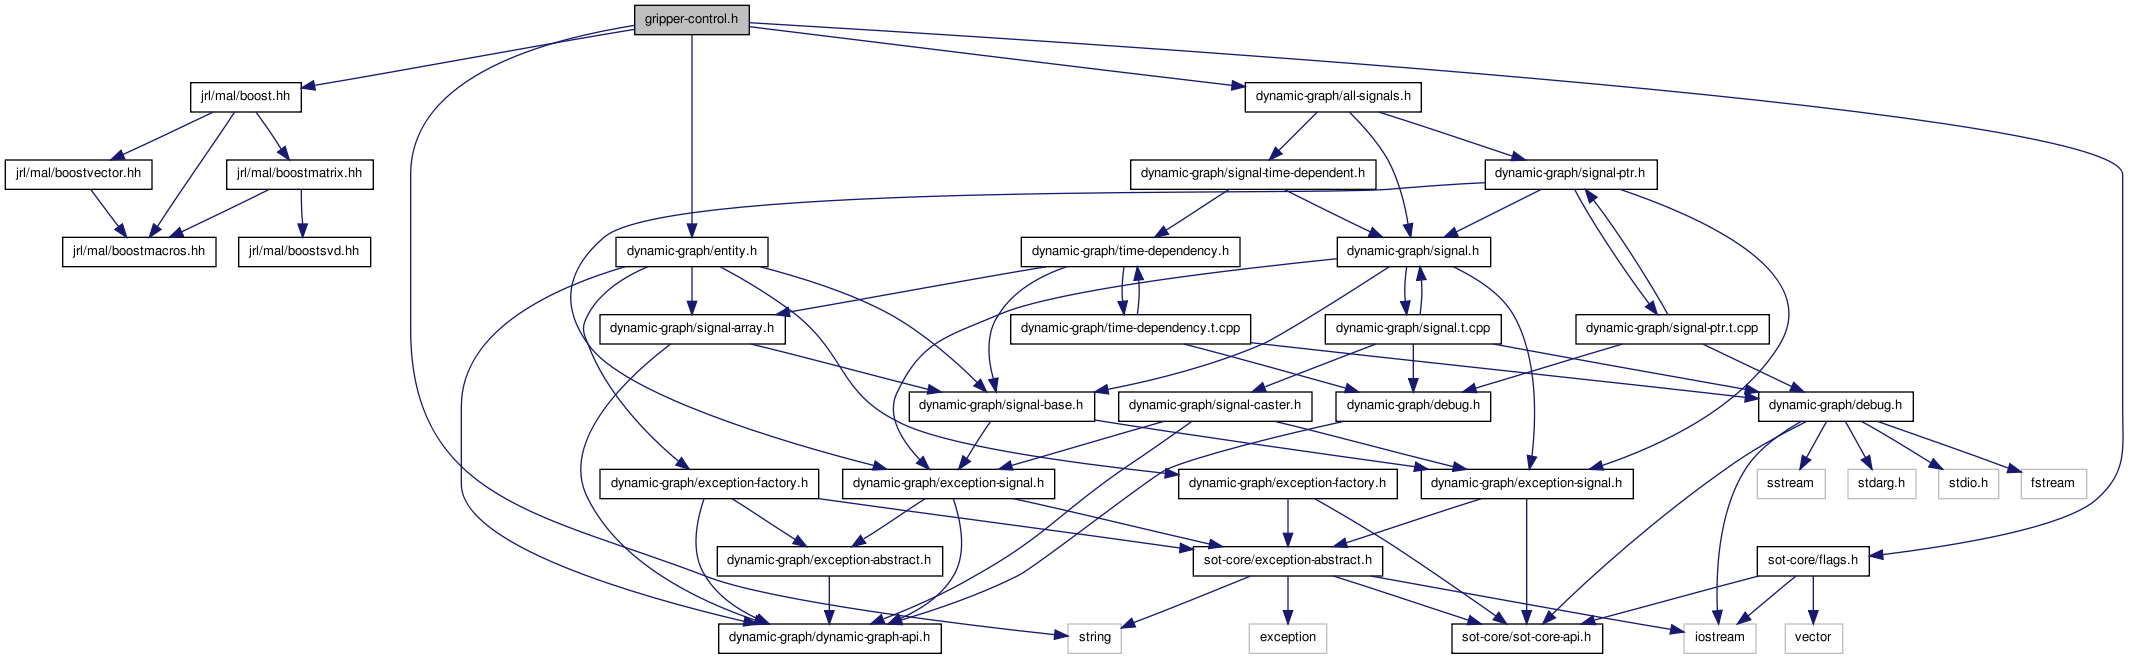 gripper-control.h
jrl/mal/boost.hh
dynamic-graph/all-signals.h
jrl/mal/boostvector.hh
jrl/mal/boostmatrix.hh
dynamic-graph/signal-time-dependent.h
dynamic-graph/signal-ptr.h
jrl/mal/boostmacros.hh
jrl/mal/boostsvd.hh
dynamic-graph/entity.h
dynamic-graph/time-dependency.h
dynamic-graph/signal.h
dynamic-graph/signal-array.h
dynamic-graph/time-dependency.t.cpp
dynamic-graph/signal.t.cpp
dynamic-graph/signal-ptr.t.cpp
dynamic-graph/signal-base.h
dynamic-graph/signal-caster.h
dynamic-graph/debug.h
dynamic-graph/debug.h
dynamic-graph/exception-factory.h
dynamic-graph/exception-signal.h
dynamic-graph/exception-factory.h
dynamic-graph/exception-signal.h
sstream
stdarg.h
stdio.h
fstream
dynamic-graph/exception-abstract.h
sot-core/exception-abstract.h
sot-core/flags.h
dynamic-graph/dynamic-graph-api.h
string
exception
sot-core/sot-core-api.h
iostream
vector